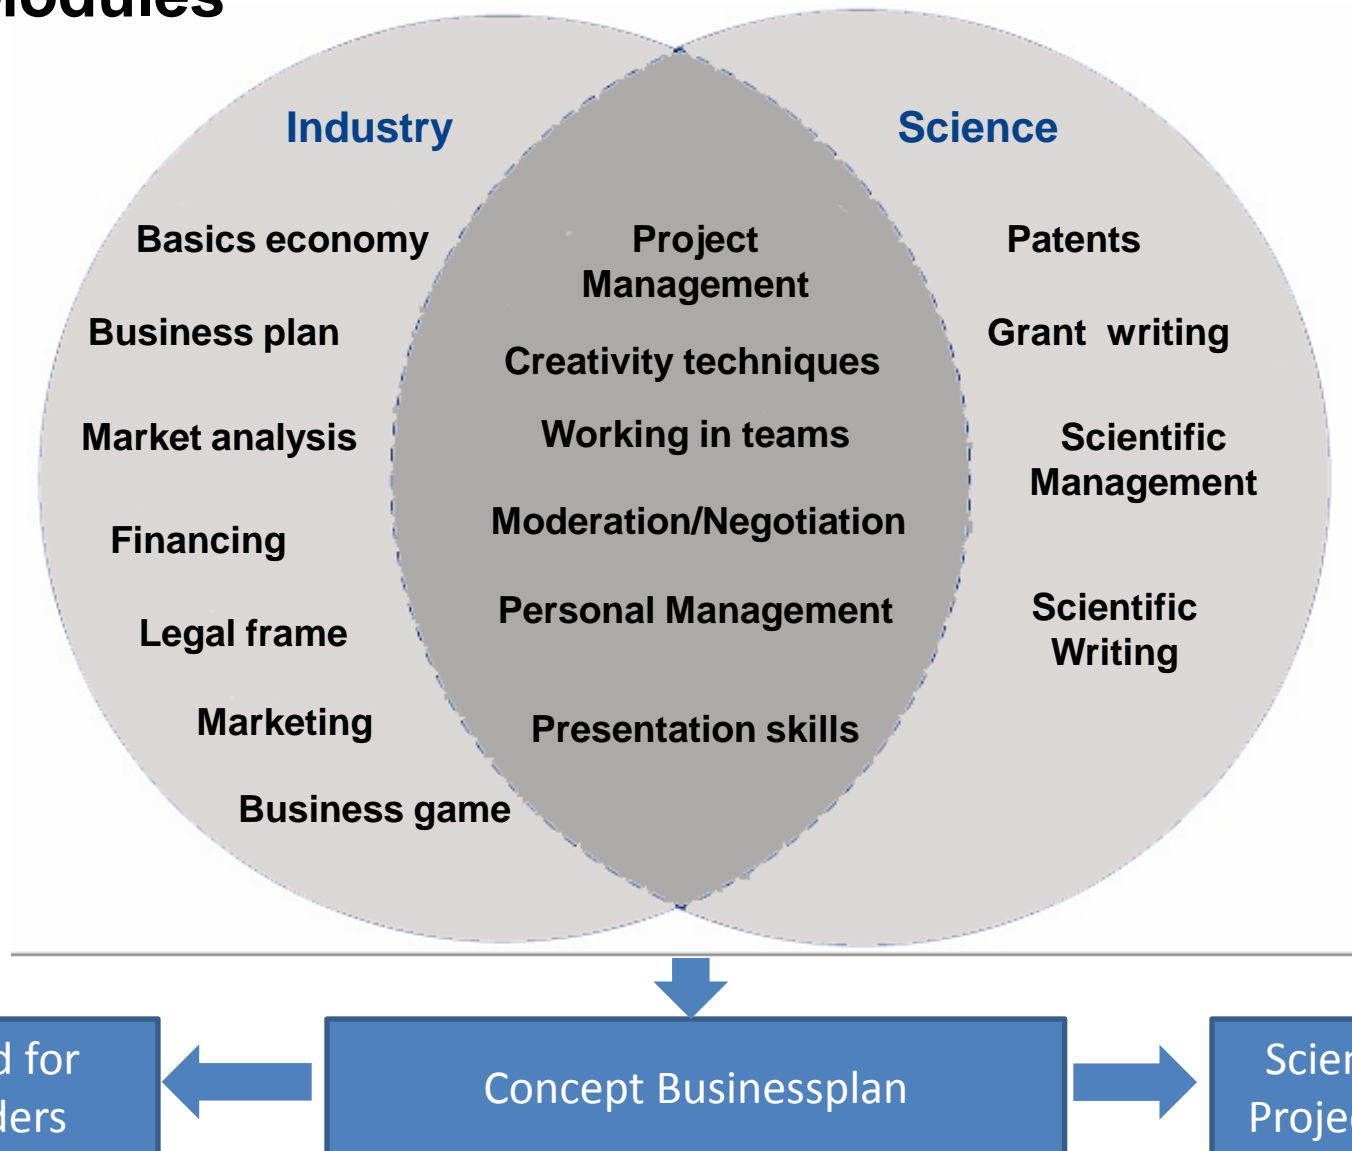 Industry
Science
Basics economy
Business plan
Market analysis
Financing
Legal frame
Marketing
Business game
Project
Management
Creativity techniques
Working in teams
Moderation/Negotiation
Personal Management
Presentation skills
Patents
Grant writing
Scientific
Management
Scientific
Writing
for
Concept Businessplan